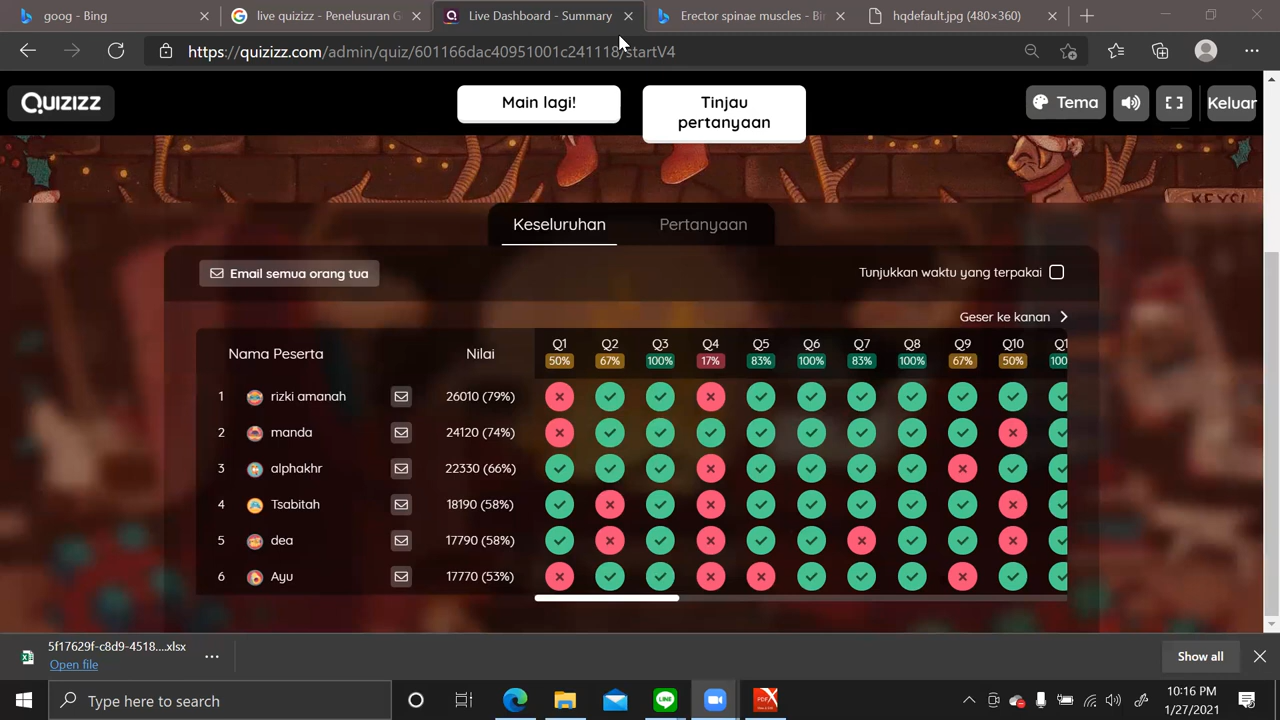 goog - Bing
live quizizz - Penelusuran G
Live Dashboard - Summary
Erector spinae muscles - Bin
hqdefault.jpg (480×360)
https://quizizz.com/admin/quiz/601166dac40951001c241118/startV4
QUIZIZZ
Main lagi!
Tinjau
pertanyaan
Tema
Keluar
Keseluruhan
Pertanyaan
Email semua orang tua
Tunjukkan waktu yang terpakai
Geser ke kanan
Nama Peserta Nilai Q1 Q2 Q3 Q4 Q5 Q6 Q7 Q8 Q9 Q10 Q1
50% 67% 100% 17% 83% 100% 83% 100% 67% 50% 100
1 rizki amanah 26010 (79%)
2 manda 24120 (74%)
3 alphakhr 22330 (66%)
4 Tsabitah 18190 (58%)
5 dea 17790 (58%)
6 Ayu 17770 (53%)
5f17629f-c8d9-4518....xlsx
Open file
Show all
Type here to search
10:16 PM
1/27/2021